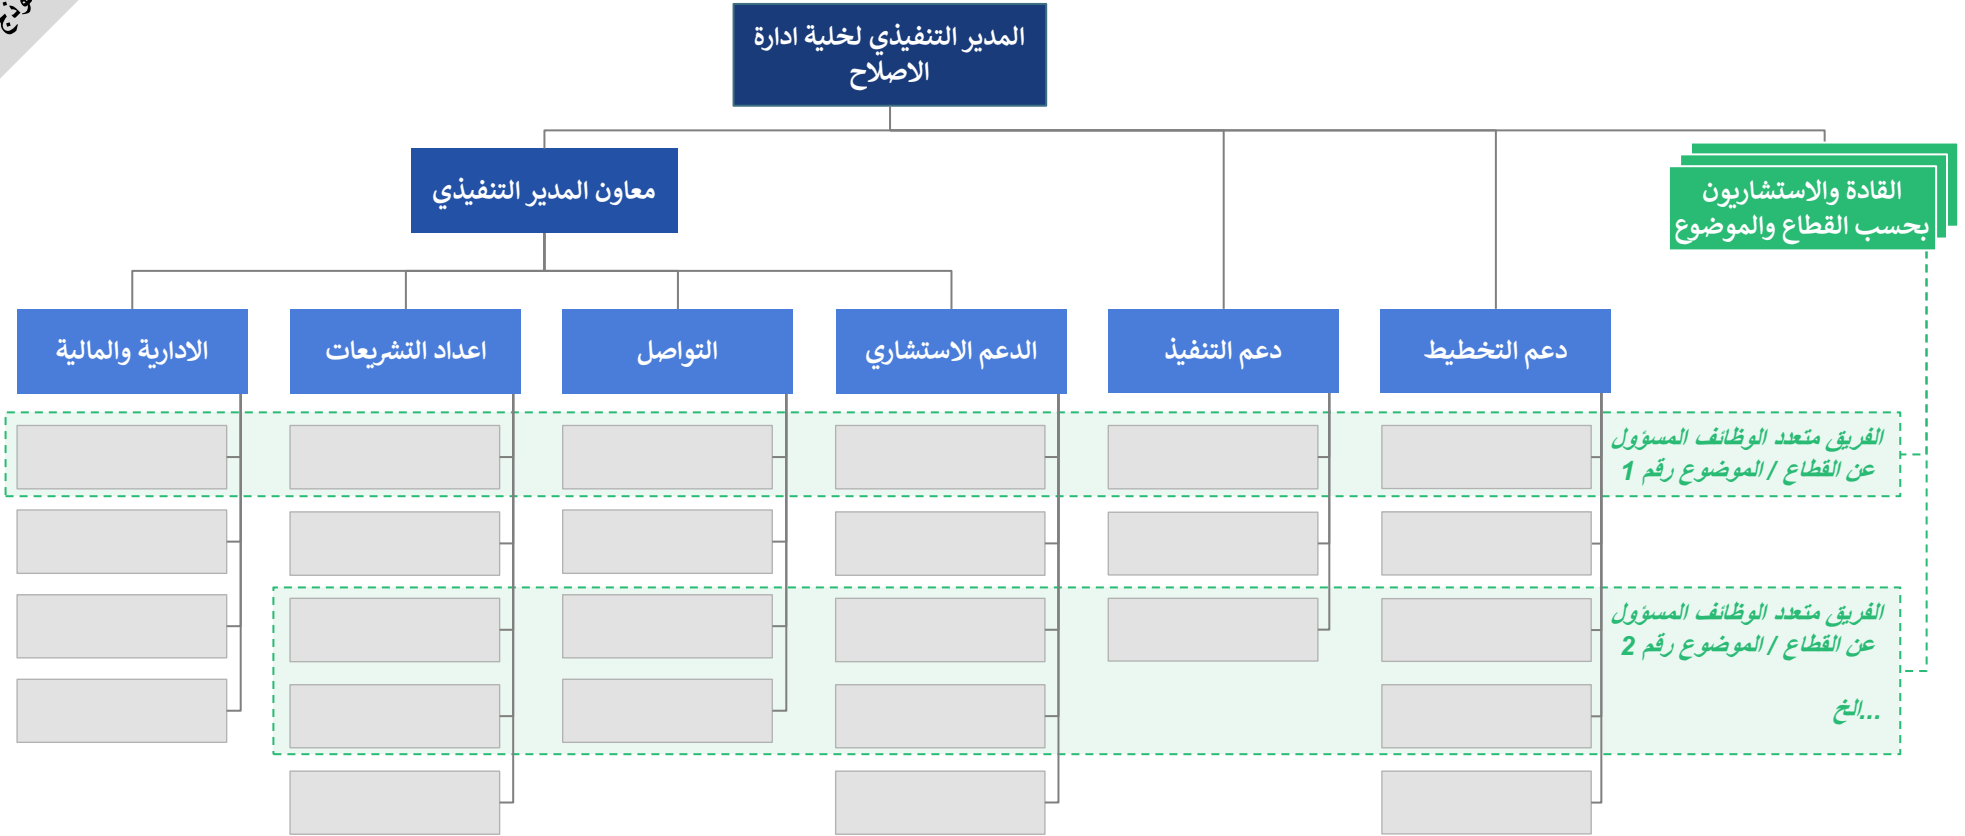 المدير التنفيذي لخلية ادارة
الاصلاح
القادة والاستشاريون
بحسب القطاع والموضوع
معاون المدير التنفيذي
دعم التخطيط
دعم التنفيذ
الدعم الاستشاري
التواصل
اعداد التشريعات
الادارية والمالية
الفريق متعدد الوظائف المسؤول
عن القطاع / الموضوع رقم 1
الفريق متعدد الوظائف المسؤول
عن القطاع / الموضوع رقم 2
...الخ